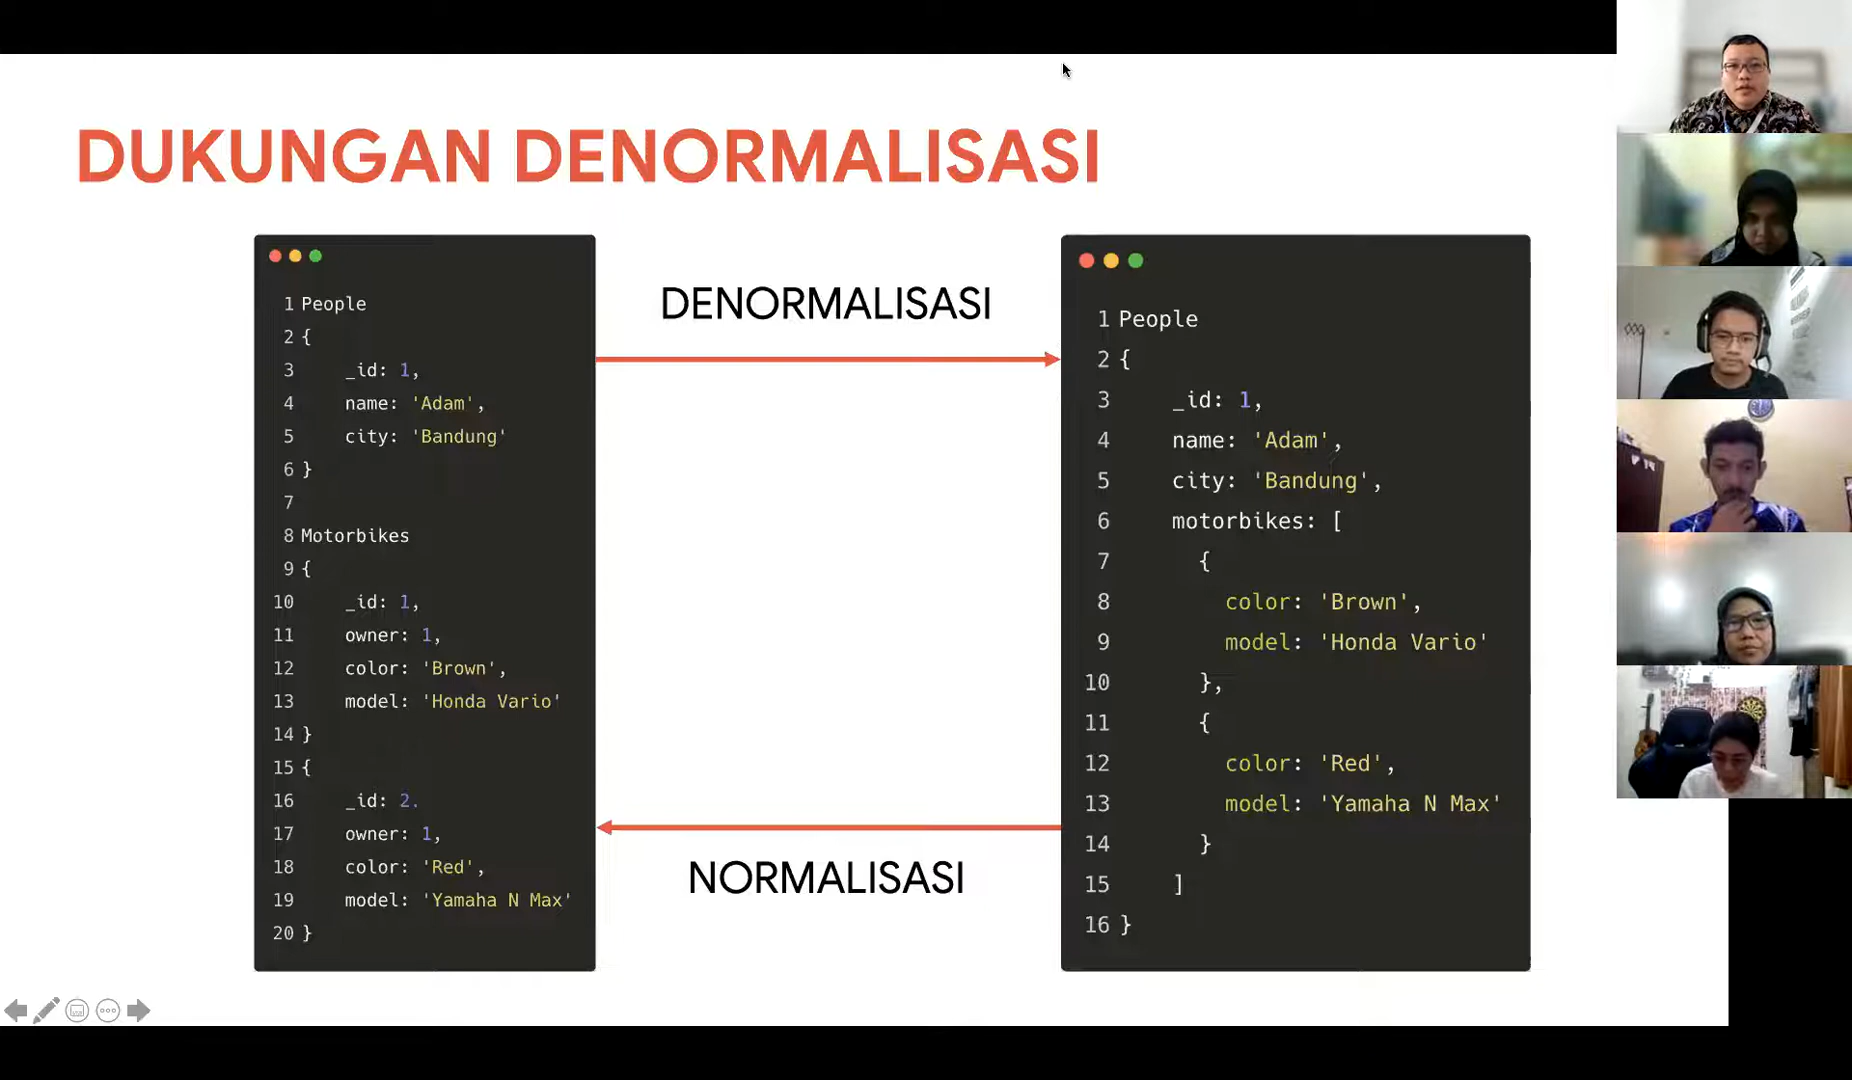 DUKUNGAN DENORMALISASI
1 People
2 {
3 _id: 1,
4 name: 'Adam',
5 city: 'Bandung'
6 }
7
8 Motorbikes
9 {
10 _id: 1,
11 owner: 1,
12 color: 'Brown',
13 model: 'Honda Vario'
14 }
15 {
16 _id: 2.
17 owner: 1,
18 color: 'Red',
19 model: 'Yamaha N Max'
20 }
DENORMALISASI
NORMALISASI
1 People
2 {
3 _id: 1,
4 name: 'Adam',
5 city: 'Bandung',
6 motorbikes: [
7 {
8 color: 'Brown',
9 model: 'Honda Vario'
10 },
11 {
12 color: 'Red',
13 model: 'Yamaha N Max'
14 }
15 ]
16 }